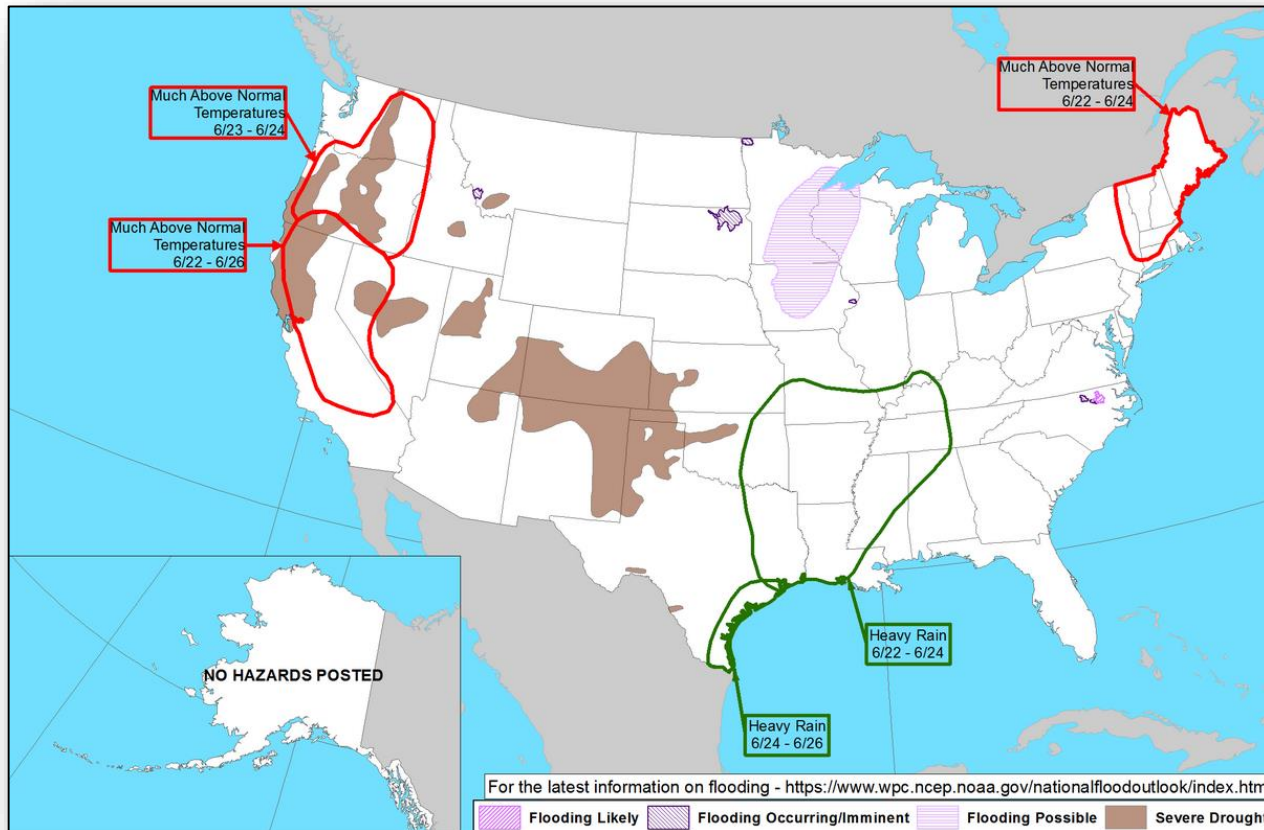 Much Above Normal
Temperatures
6/23 - 6/24
Much Above Normal
Temperatures
6/22 - 6/24
Much Above Normal
Temperatures
6/22 - 6/26
Heavy Rain
6/22 - 6/24
NO HAZARDS POSTED
Heavy Rain
6/24 - 6/26
For the latest information on flooding - https://www.wpc.ncep.noaa.gov/nationalfloodoutlook/index.htm
Flooding Likely Flooding Occurring/Imminent Flooding Possible Severe Drought